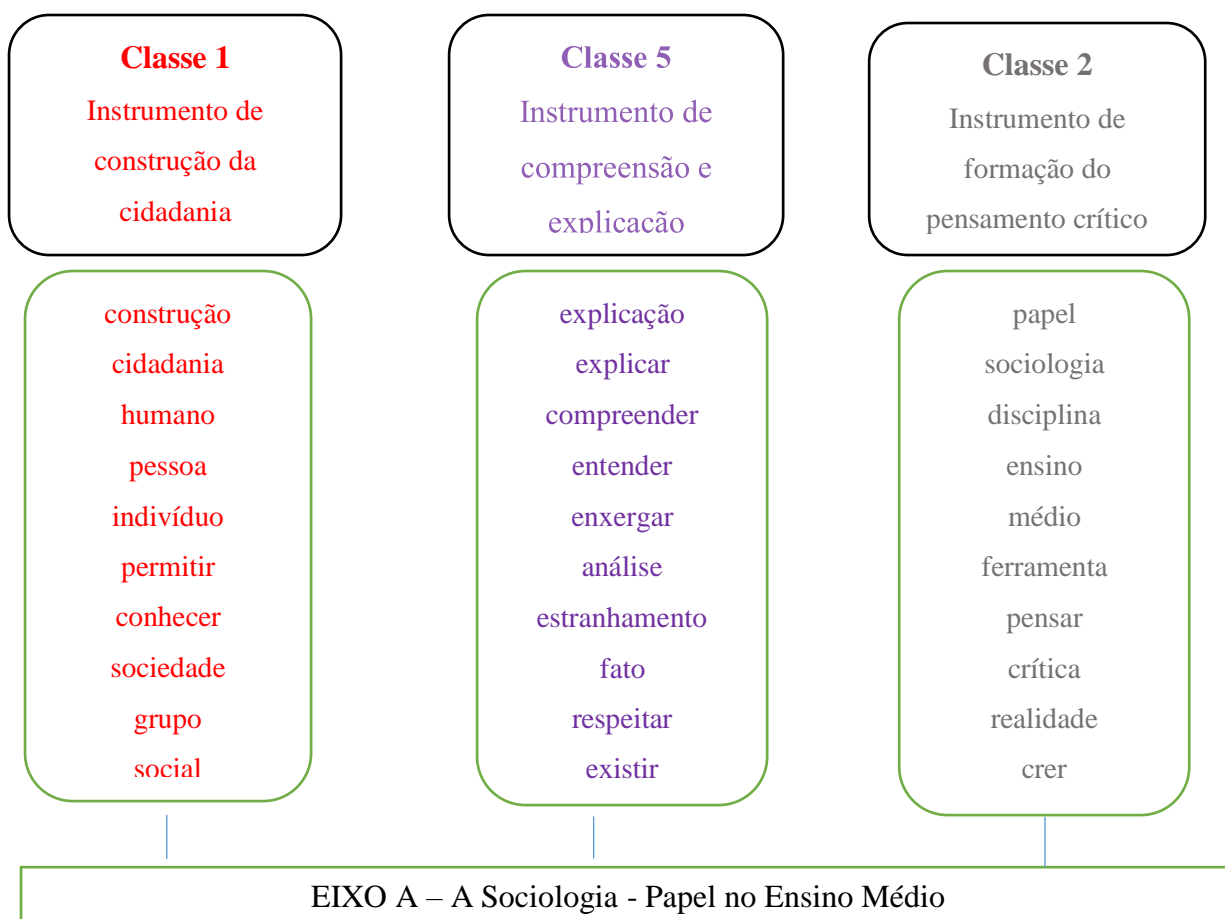 Classe 1
Instrumento de
construção da
cidadania
Classe 5
Instrumento de
compreensão e
explicação
Classe 2
Instrumento de
formação do
pensamento crítico
construção
cidadania
humano
pessoa
indivíduo
permitir
conhecer
sociedade
grupo
social
explicação
explicar
compreender
entender
enxergar
análise
estranhamento
fato
respeitar
existir
papel
sociologia
disciplina
ensino
médio
ferramenta
pensar
crítica
realidade
crer
EIXO A – A Sociologia - Papel no Ensino Médio